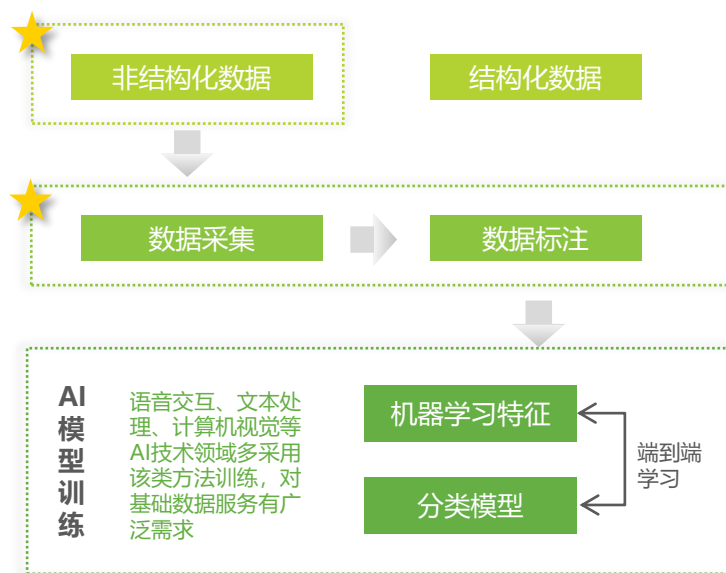 非结构化数据
结构化数据
数据采集
数据标注
AI
模
型
训
练
语音交互、文本处
理、计算机视觉等
AI技术领域多采用
该类方法训练，对
基础数据服务有广
泛需求
机器学习特征
分类模型
端到端
学习